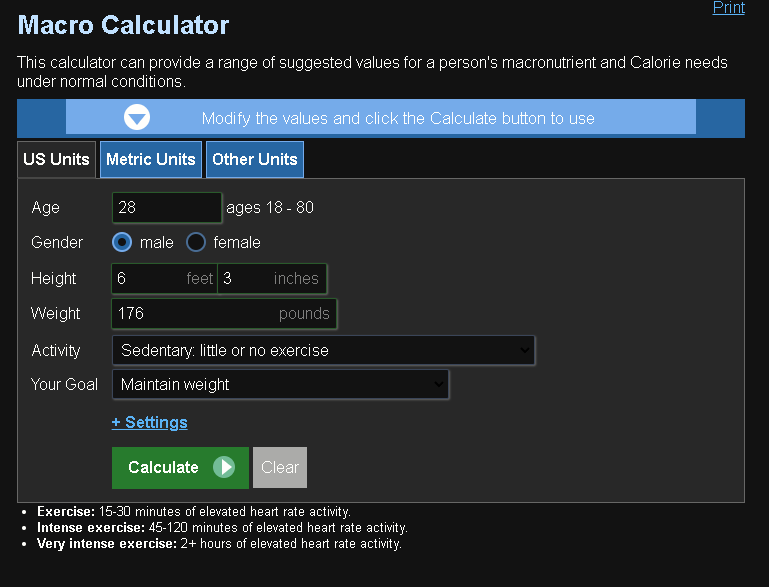 Print
Macro Calculator
This calculator can provide a range of suggested values for a person's macronutrient and Calorie needs
under normal conditions.
Modify the values and click the Calculate button to use
US Units Metric Units Other Units
Age 28 ages 18 - 80
Gender male female
Height 6 feet 3 inches
Weight 176 pounds
Activity Sedentary: little or no exercise
Your Goal Maintain weight
+ Settings
Calculate Clear
Exercise: 15-30 minutes of elevated heart rate activity.
Intense exercise: 45-120 minutes of elevated heart rate activity.
Very intense exercise: 2+ hours of elevated heart rate activity.